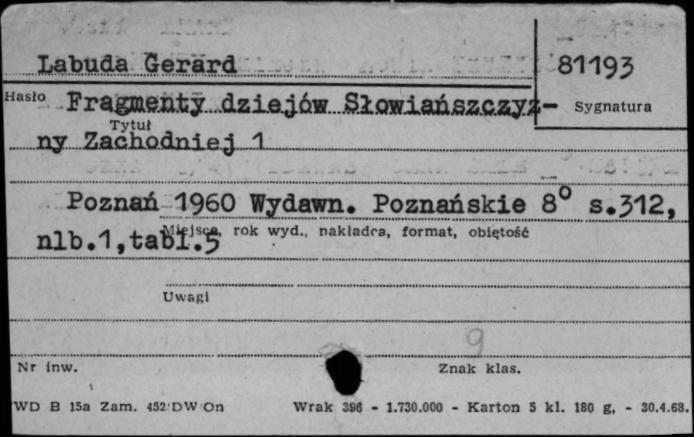 Labuda Gerard
81193
Hasło Fragmenty dziejów Słowiańszczyz-
Sygnatura
Tytuł
ny Zachodniej 1
Poznań 1960 Wydawn. Poznańskie 8° s.312,
Miejsce, rok wyd., nakładca, format, objętość
nlb.1,tabl.5
Uwagi
9
Nr inw.
Znak klas.
WD B 15a Zam. 452 DW On Wrak 396 - 1.730.000 - Karton 5 kl. 180 g. - 30.4.68.